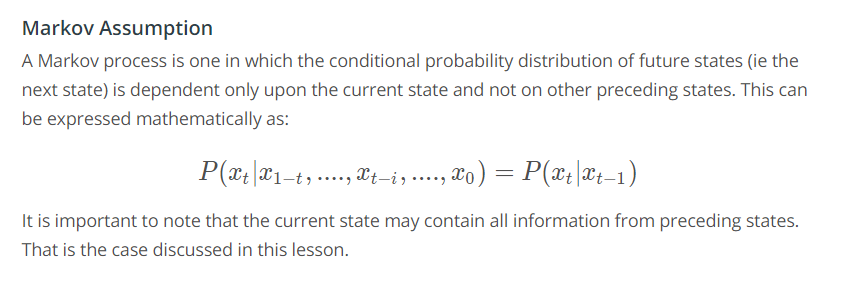 Markov Assumption
A Markov process is one in which the conditional probability distribution of future states (ie the
next state) is dependent only upon the current state and not on other preceding states. This can
be expressed mathematically as:
P(x_t|x_{1-t}, ...., x_{t-i}, ...., x_0) = P(x_t|x_{t-1})
It is important to note that the current state may contain all information from preceding states.
That is the case discussed in this lesson.